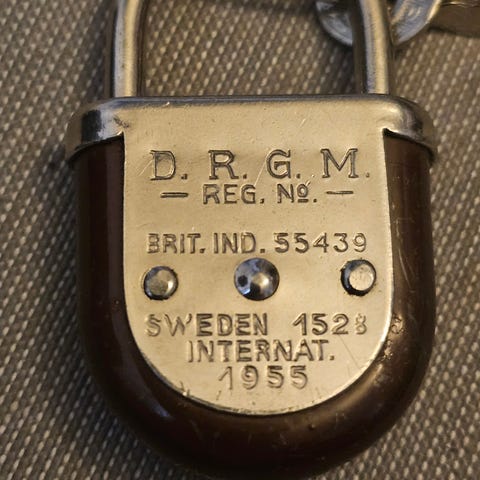 D. R. G. M.
— REG. Nº. —
BRIT. IND. 55439
SWEDEN 1528
INTERNAT.
1955